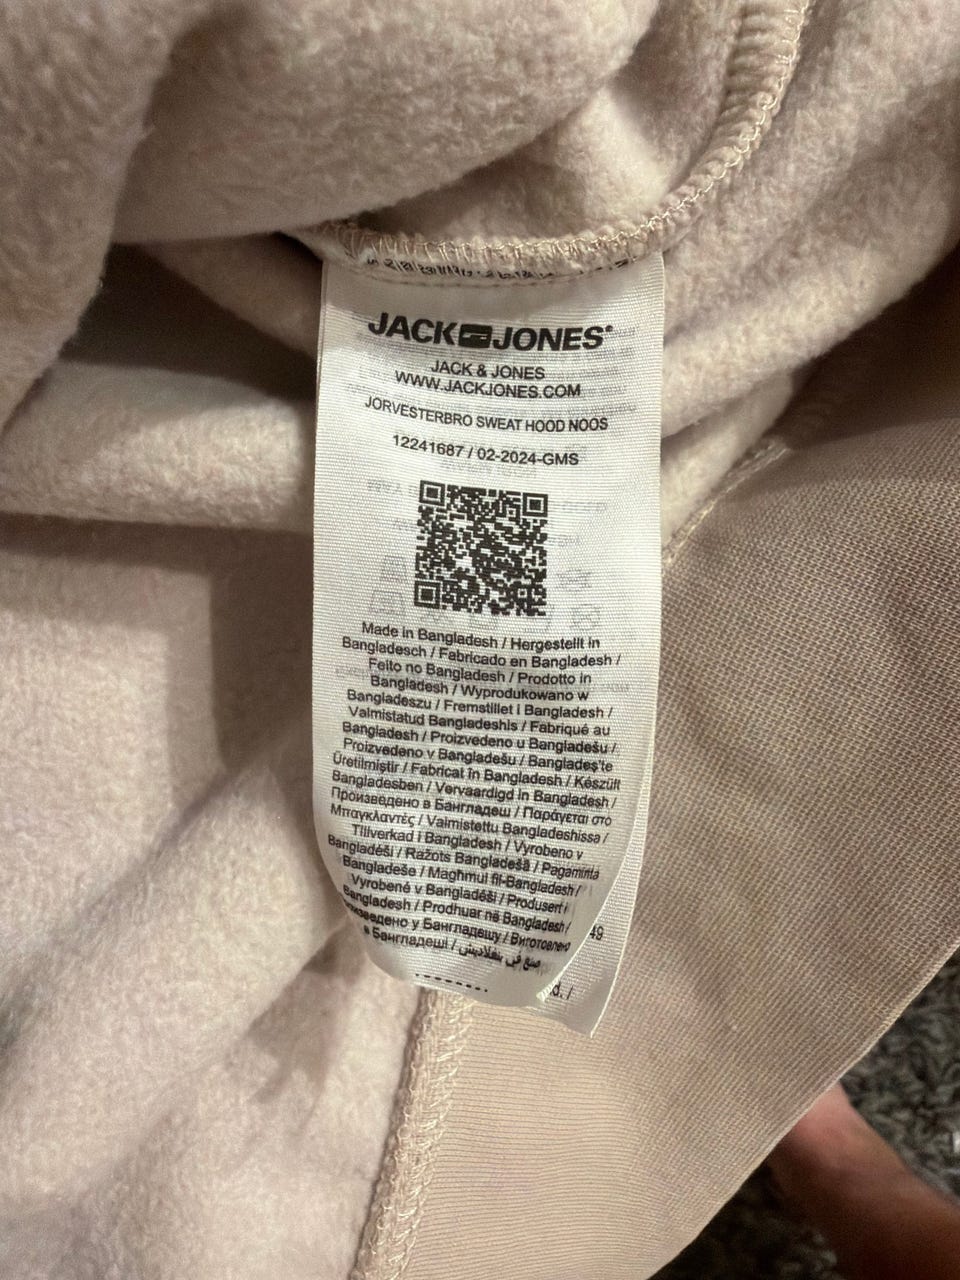 JACK JONES®
JACK & JONES
WWW.JACKJONES.COM
JORVESTERBRO SWEAT HOOD NOOS
12241687 / 02-2024-GMS
Made in Bangladesh / Hergestellt in
Bangladesch / Fabricado en Bangladesh /
Feito no Bangladesh / Prodotto in
Bangladesh / Wyprodukowano w
Bangladeszu / Fremstillet i Bangladesh /
Valmistatud Bangladeshis / Fabriqué au
Bangladesh / Proizvedeno u Bangladešu /
Proizvedeno v Bangladešu / Bangladeş'te
Üretilmiştir / Fabricat în Bangladesh / Készült
Bangladesben / Vervaardigd in Bangladesh /
Произведено в Бангладеш / Παράγεται στο
Μπαγκλαντές / Valmistettu Bangladeshissa /
Tillverkad i Bangladesh / Vyrobeno v
Bangladéši / Ražots Bangladešā / Pagaminta
Bangladeše / Magħmul fil-Bangladesh /
Vyrobené v Bangladéši / Produsert i
Bangladesh / Prodhuar në Bangladesh /
у Бангладешу / Виготовлено
в Бангладеші / صنع في بنغلاديش
49
d. /